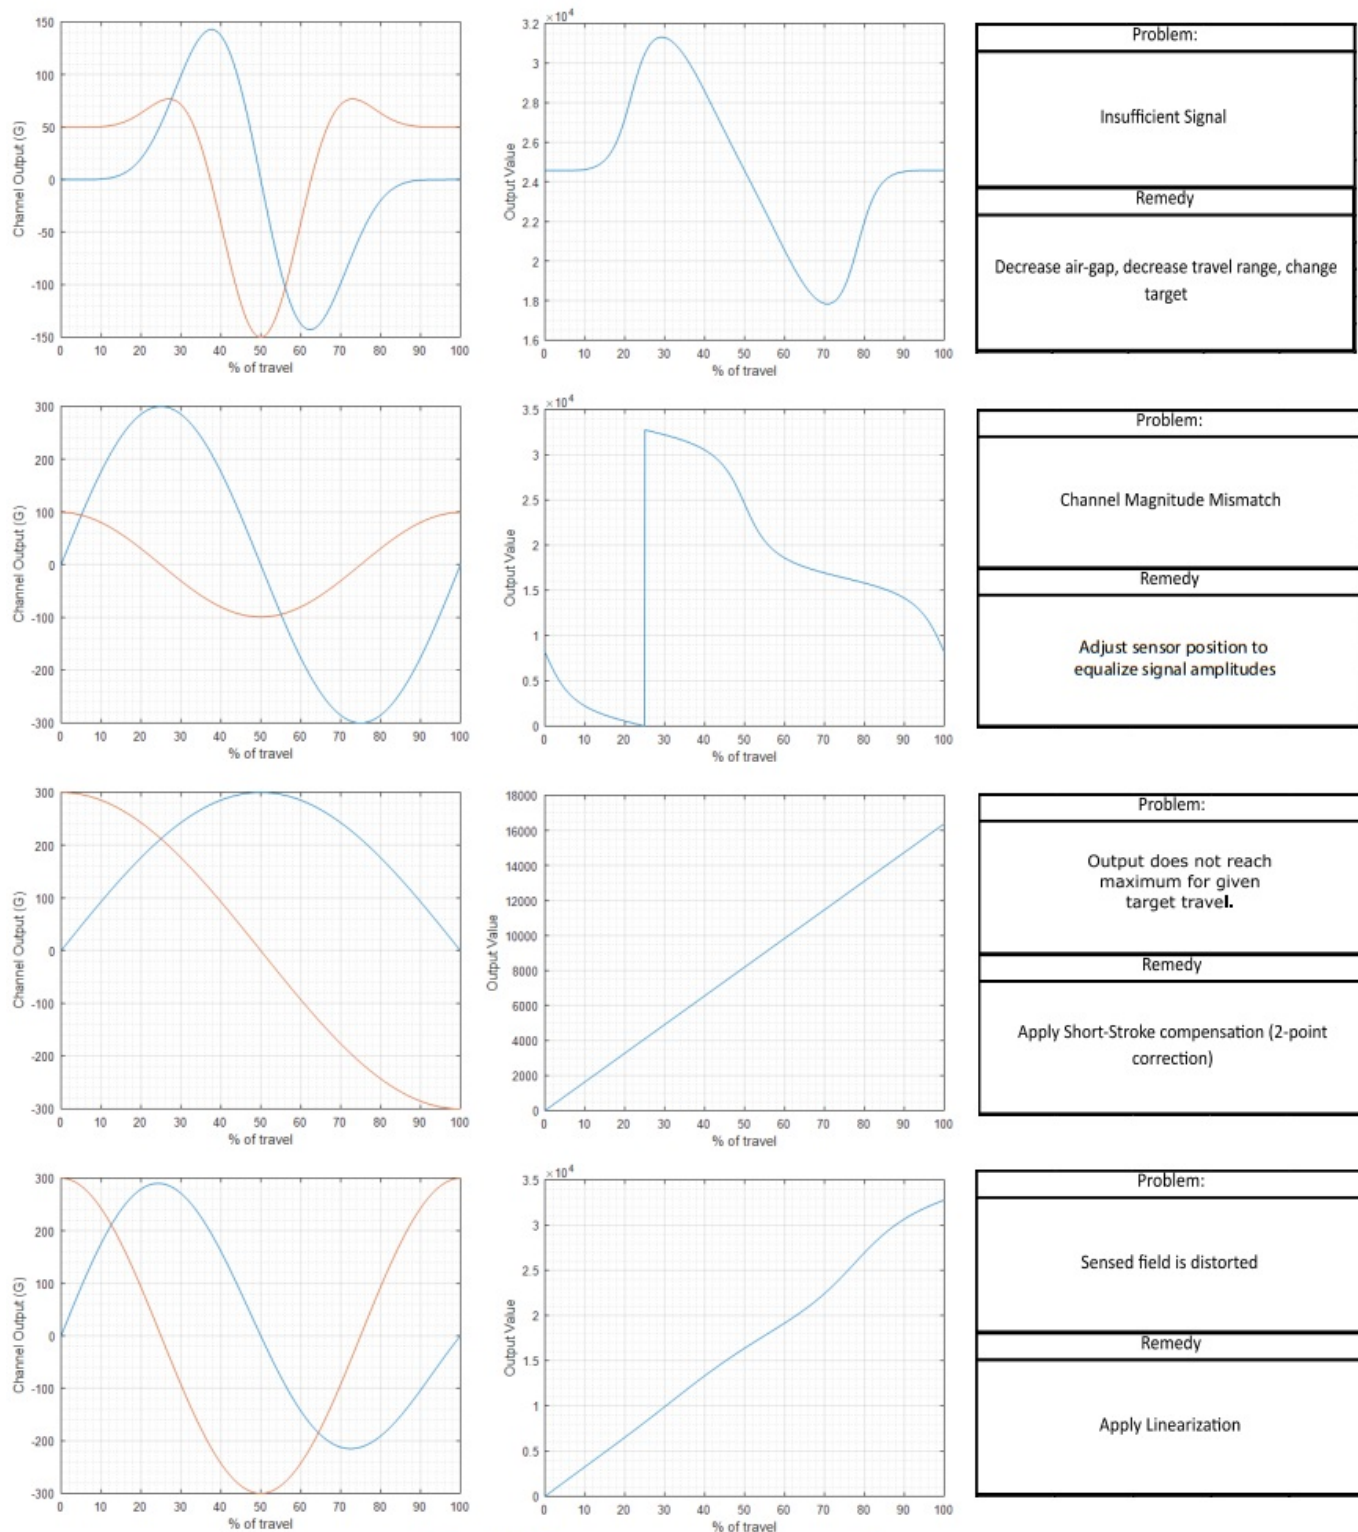 150
100
50
0
-50
-100
-150
Channel Output (G)
0 10 20 30 40 50 60 70 80 90 100
% of travel
×10⁴
3.2
3
2.8
2.6
2.4
2.2
2
1.8
1.6
Output Value
0 10 20 30 40 50 60 70 80 90 100
% of travel
Problem:
Insufficient Signal
Remedy
Decrease air-gap, decrease travel range, change
target
300
200
100
0
-100
-200
-300
Channel Output (G)
0 10 20 30 40 50 60 70 80 90 100
% of travel
×10⁴
3.5
3
2.5
2
1.5
1
0.5
0
Output Value
0 10 20 30 40 50 60 70 80 90 100
% of travel
Problem:
Channel Magnitude Mismatch
Remedy
Adjust sensor position to
equalize signal amplitudes
300
200
100
0
-100
-200
-300
Channel Output (G)
0 10 20 30 40 50 60 70 80 90 100
% of travel
18000
16000
14000
12000
10000
8000
6000
4000
2000
0
Output Value
0 10 20 30 40 50 60 70 80 90 100
% of travel
Problem:
Output does not reach
maximum for given
target travel.
Remedy
Apply Short-Stroke compensation (2-point
correction)
300
200
100
0
-100
-200
-300
Channel Output (G)
0 10 20 30 40 50 60 70 80 90 100
% of travel
×10⁴
3.5
3
2.5
2
1.5
1
0.5
0
Output Value
0 10 20 30 40 50 60 70 80 90 100
% of travel
Problem:
Sensed field is distorted
Remedy
Apply Linearization